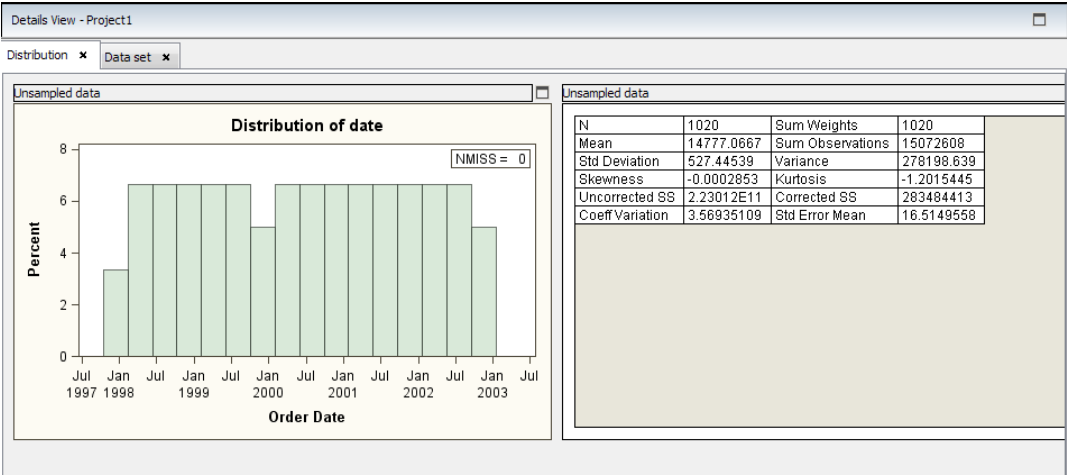 Details View - Project1
Distribution × Data set ×
Unsampled data
Distribution of date
NMISS = 0
Percent
8
6
4
2
0
Jul Jan Jul Jan Jul Jan Jul Jan Jul Jan Jul Jan Jul
1997 1998 1999 2000 2001 2002 2003
Order Date
Unsampled data
N 1020 Sum Weights 1020
Mean 14777.0667 Sum Observations 15072608
Std Deviation 527.44539 Variance 278198.639
Skewness -0.0002853 Kurtosis -1.2015445
Uncorrected SS 2.23012E11 Corrected SS 283484413
Coeff Variation 3.56935109 Std Error Mean 16.5149558